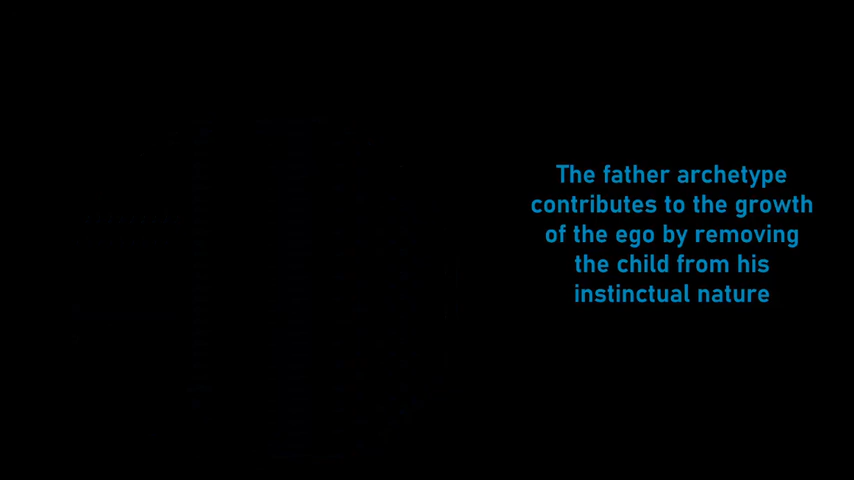 The father archetype
contributes to the growth
of the ego by removing
the child from his
instinctual nature